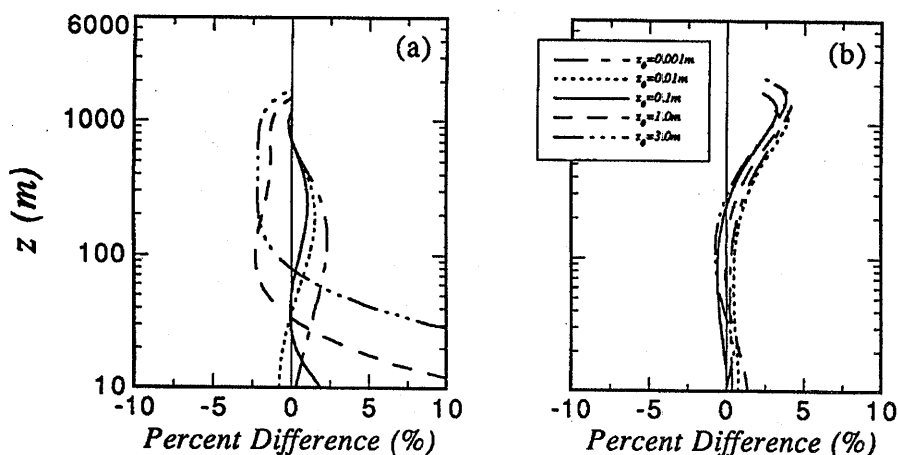 6000
1000
100
10
z (m)
(a)
-10 -5 0 5 10
Percent Difference (%)
(b)
z₀=0.001m
z₀=0.01m
z₀=0.1m
z₀=1.0m
z₀=3.0m
-10 -5 0 5 10
Percent Difference (%)